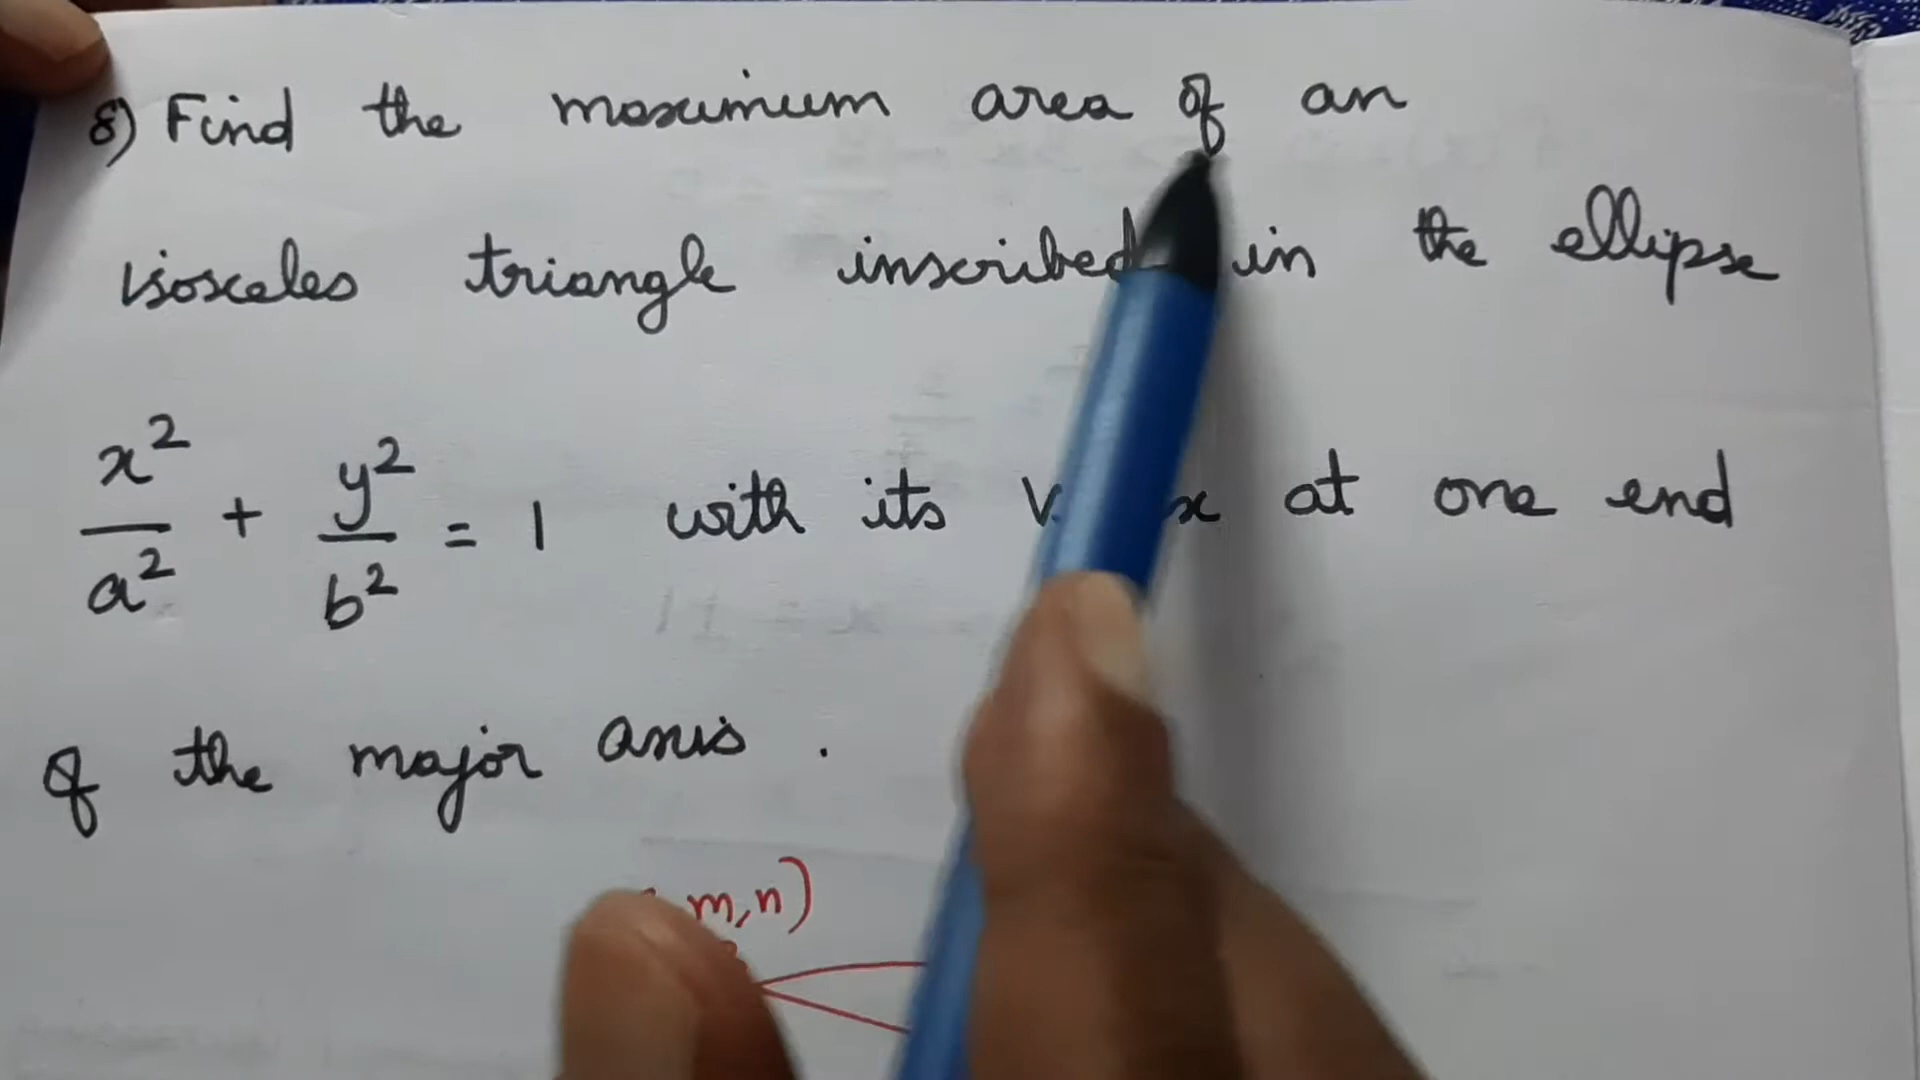 8) Find the maximum area of an
isosceles triangle inscribed in the ellipse
x²/a² + y²/b² = 1 with its at one end
of the major axis .
m,n)